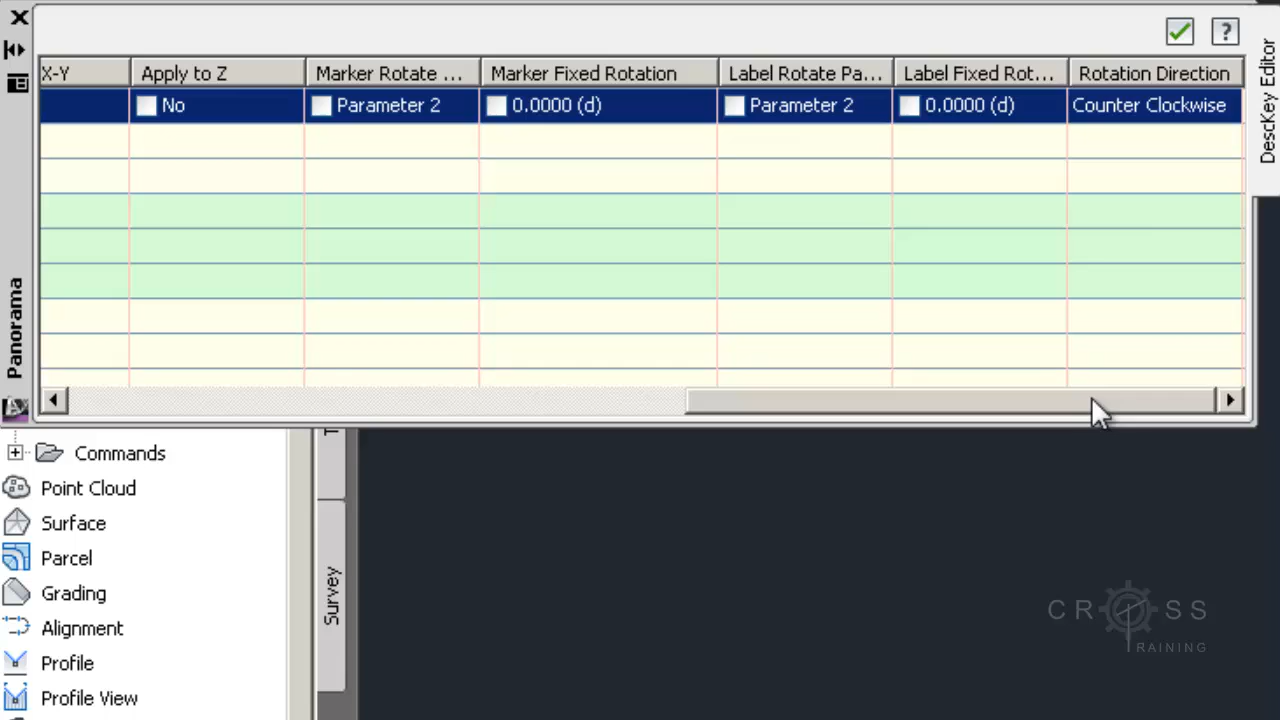 X-Y Apply to Z Marker Rotate ... Marker Fixed Rotation Label Rotate Pa... Label Fixed Rot... Rotation Direction
No Parameter 2 0.0000 (d) Parameter 2 0.0000 (d) Counter Clockwise
DescKey Editor
Panorama
Commands
Point Cloud
Surface
Parcel
Grading
Alignment
Profile
Profile View
Survey
CROSS
TRAINING